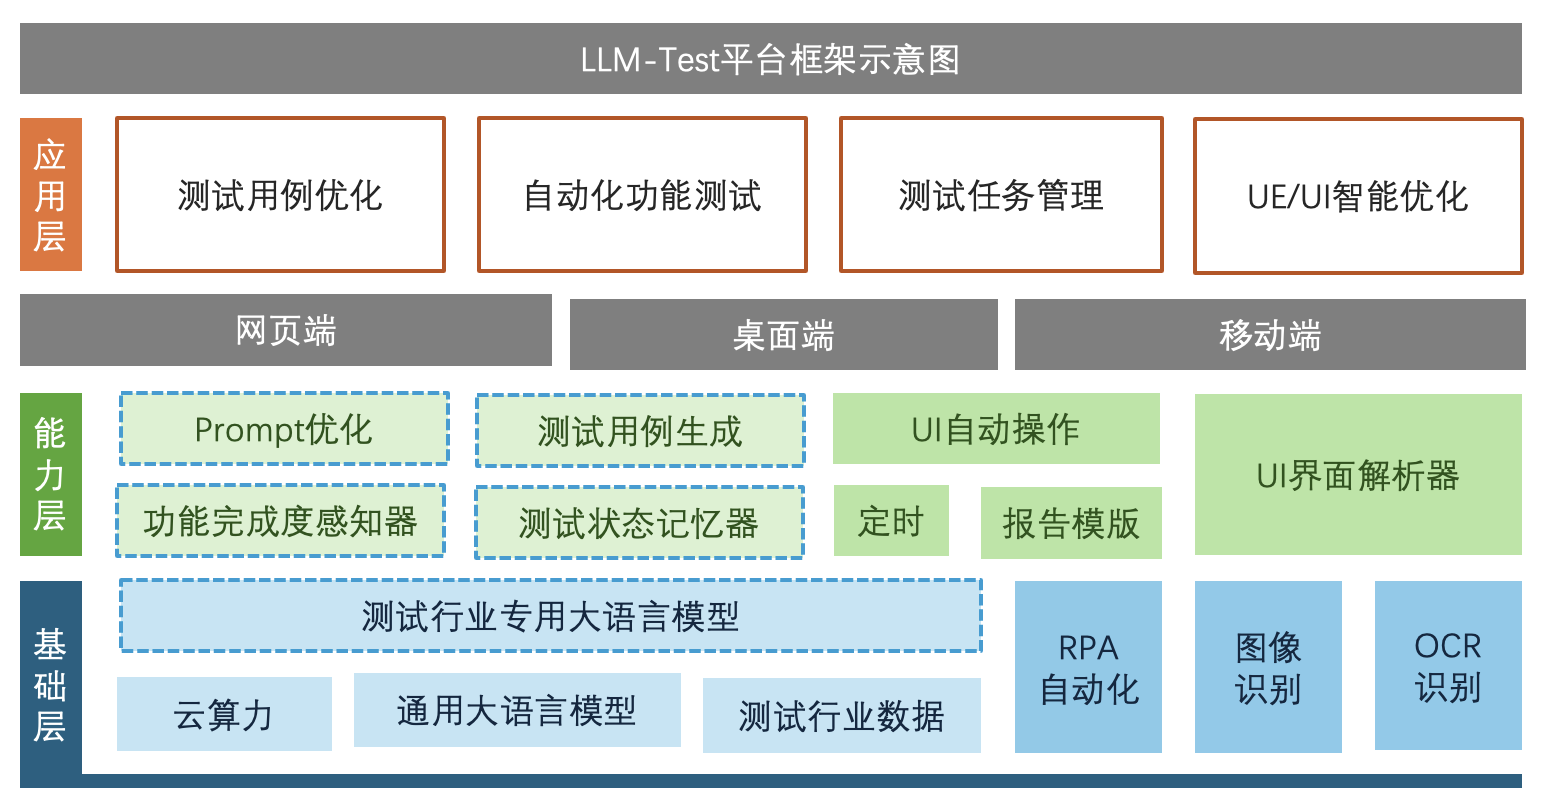 LLM-Test平台框架示意图
应
用
层
测试用例优化
自动化功能测试
测试任务管理
UE/UI智能优化
网页端
桌面端
移动端
能
力
层
Prompt优化
测试用例生成
UI自动操作
UI界面解析器
功能完成度感知器
测试状态记忆器
定时
报告模版
基
础
层
测试行业专用大语言模型
RPA
自动化
图像
识别
OCR
识别
云算力
通用大语言模型
测试行业数据